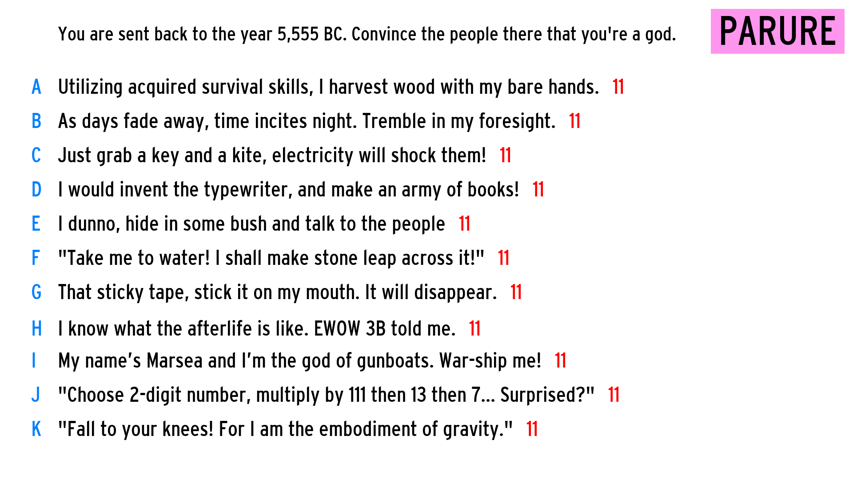 You are sent back to the year 5,555 BC. Convince the people there that you're a god.
PARURE
A Utilizing acquired survival skills, I harvest wood with my bare hands. 11
B As days fade away, time incites night. Tremble in my foresight. 11
C Just grab a key and a kite, electricity will shock them! 11
D I would invent the typewriter, and make an army of books! 11
E I dunno, hide in some bush and talk to the people 11
F "Take me to water! I shall make stone leap across it!" 11
G That sticky tape, stick it on my mouth. It will disappear. 11
H I know what the afterlife is like. EWOW 3B told me. 11
I My name’s Marsea and I’m the god of gunboats. War-ship me! 11
J "Choose 2-digit number, multiply by 111 then 13 then 7... Surprised?" 11
K "Fall to your knees! For I am the embodiment of gravity." 11